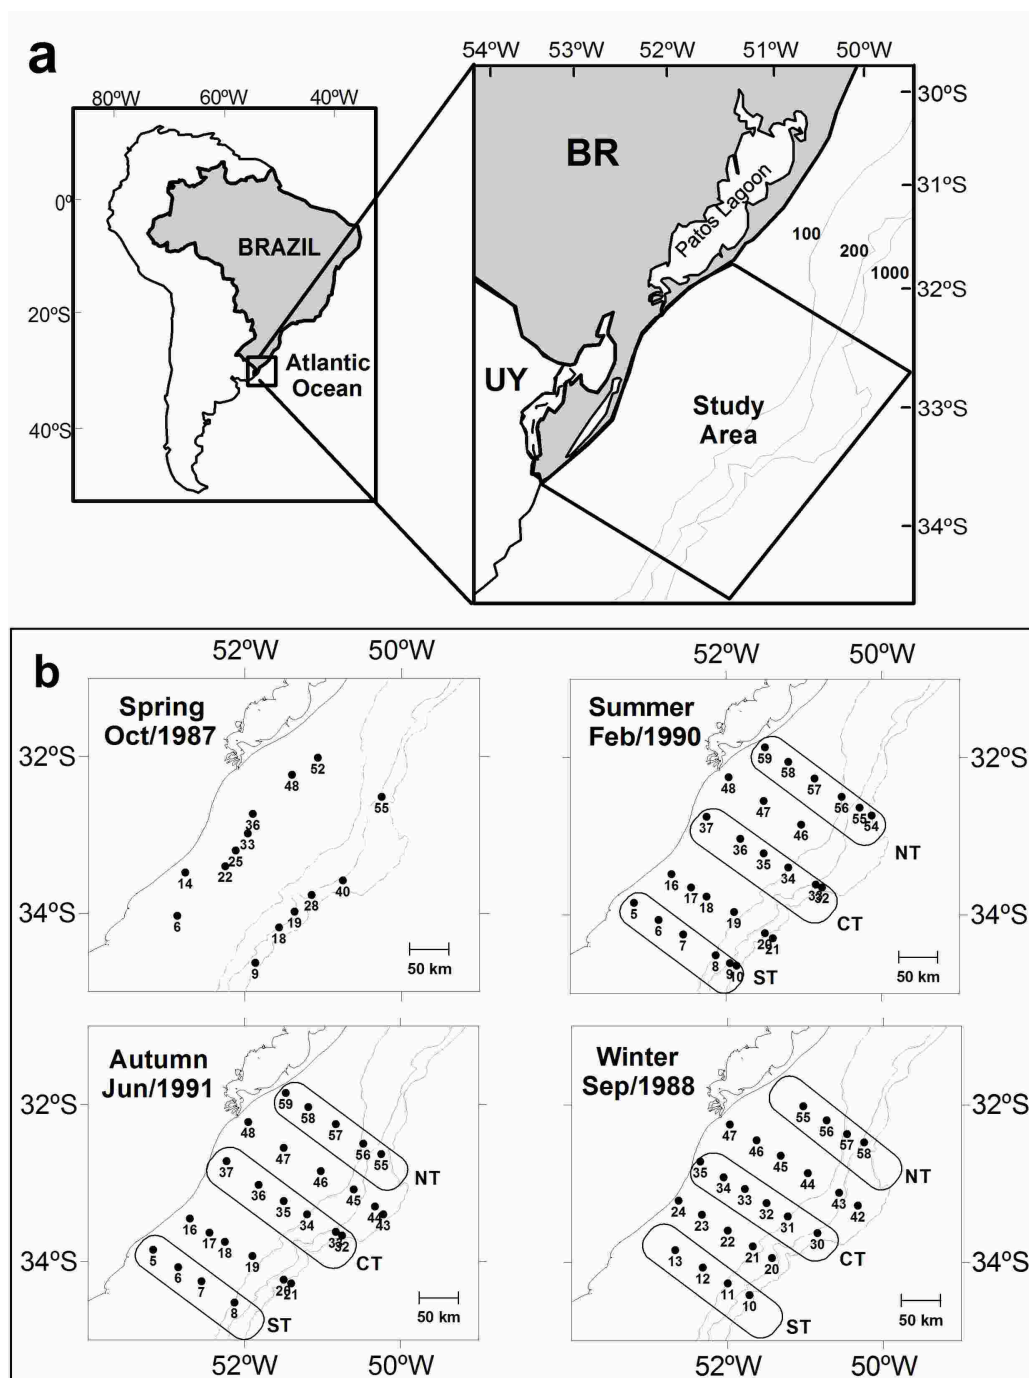 a
80ºW 60ºW 40ºW
0º
20ºS
40ºS
BRAZIL
Atlantic
Ocean
54ºW 53ºW 52ºW 51ºW 50ºW
30ºS
31ºS
32ºS
33ºS
34ºS
BR
UY
Patos Lagoon
100
200
1000
Study
Area
b
52ºW 50ºW
32ºS
34ºS
Spring
Oct/1987
52
48
55
36
33
25
22
14
6
40
28
19
18
9
50 km
52ºW 50ºW
32ºS
34ºS
Summer
Feb/1990
59
58
57
56
55
54
NT
48
47
46
37
36
35
34
33
32
CT
16
17
18
19
20
21
5
6
7
8
9
10
ST
50 km
Autumn
Jun/1991
32ºS
34ºS
52ºW 50ºW
59
58
57
56
55
NT
48
47
46
45
44
43
37
36
35
34
33
32
CT
16
17
18
19
20
21
5
6
7
8
ST
50 km
Winter
Sep/1988
32ºS
34ºS
52ºW 50ºW
55
56
57
58
NT
47
46
45
44
43
42
35
34
33
32
31
30
CT
24
23
22
21
20
13
12
11
10
ST
50 km